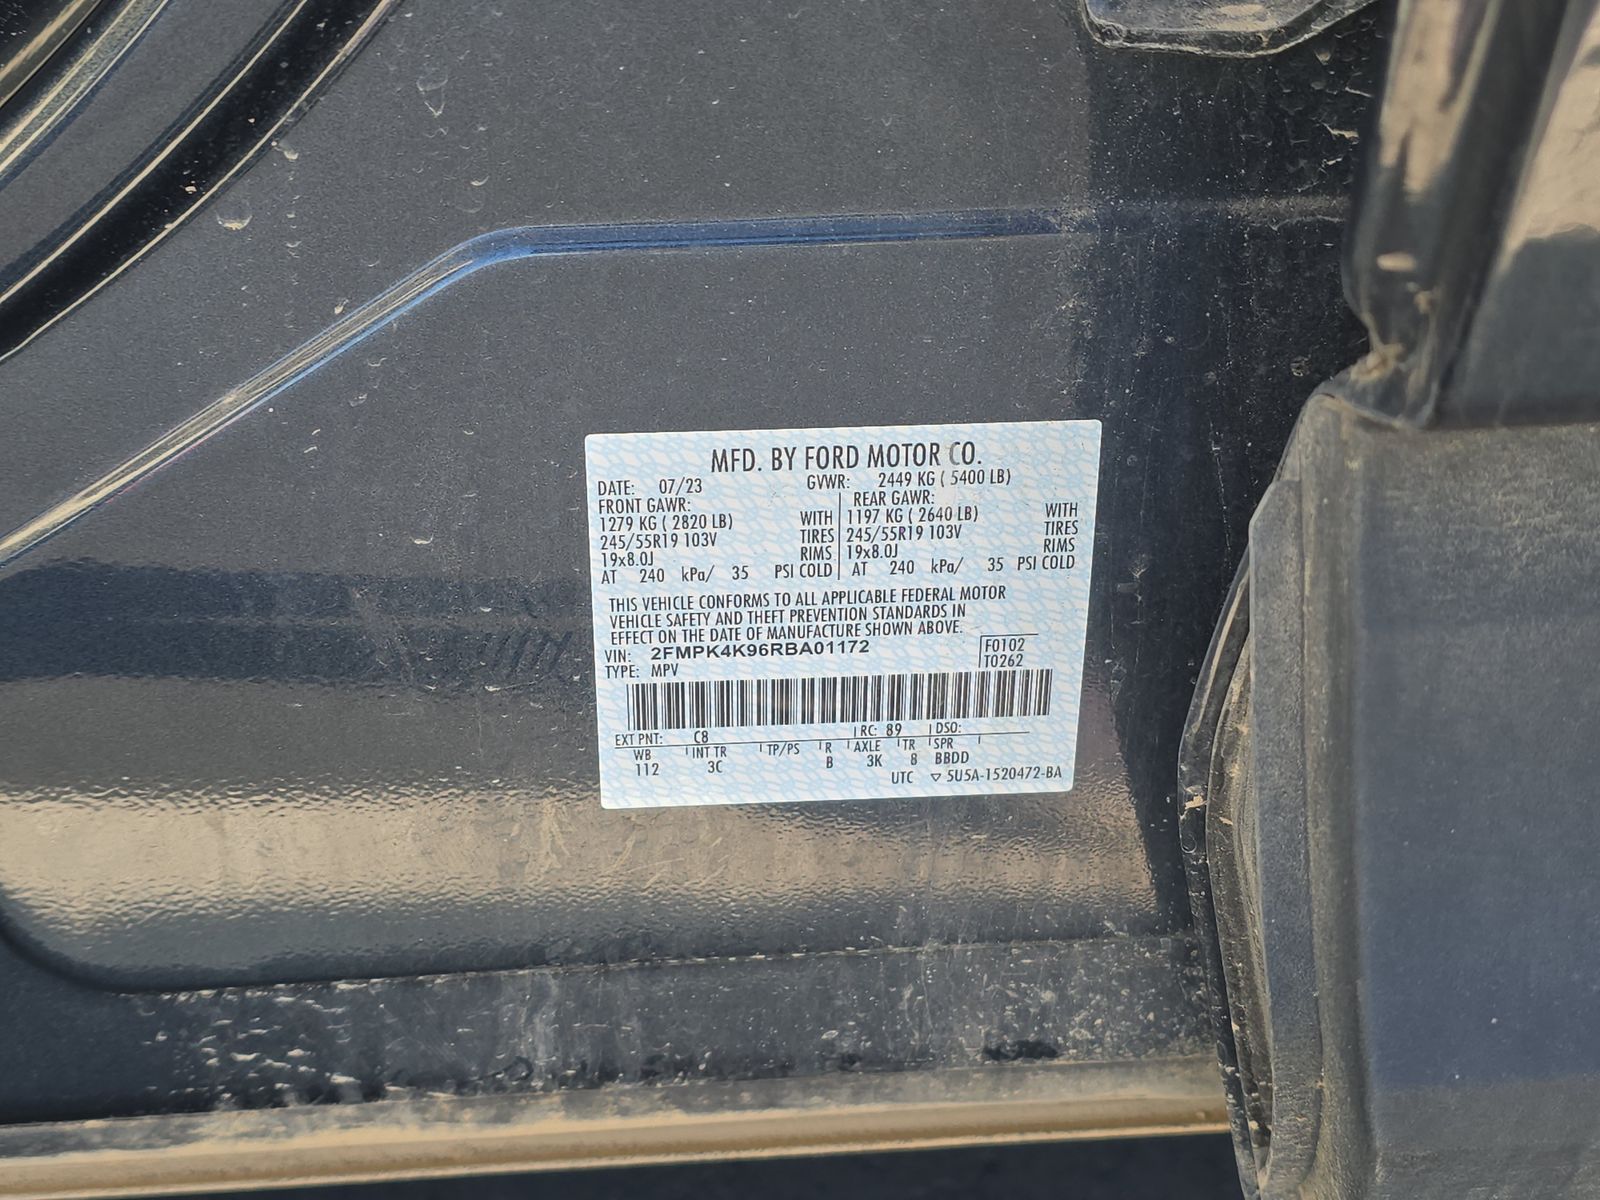 MFD. BY FORD MOTOR CO.
DATE: 07/23 GVWR: 2449 KG ( 5400 LB)
FRONT GAWR: REAR GAWR:
1279 KG ( 2820 LB) WITH 1197 KG ( 2640 LB) WITH
245/55R19 103V TIRES 245/55R19 103V TIRES
19x8.0J RIMS 19x8.0J RIMS
AT 240 kPa/ 35 PSI COLD AT 240 kPa/ 35 PSI COLD
THIS VEHICLE CONFORMS TO ALL APPLICABLE FEDERAL MOTOR
VEHICLE SAFETY AND THEFT PREVENTION STANDARDS IN
EFFECT ON THE DATE OF MANUFACTURE SHOWN ABOVE.
VIN: 2FMPK4K96RBA01172 F0102
TYPE: MPV T0262
EXT PNT: C8 RC: 89 DSO:
WB INT TR TP/PS R AXLE TR SPR
112 3C B 3K 8 BBDD
UTC ▽ 5U5A-1520472-BA